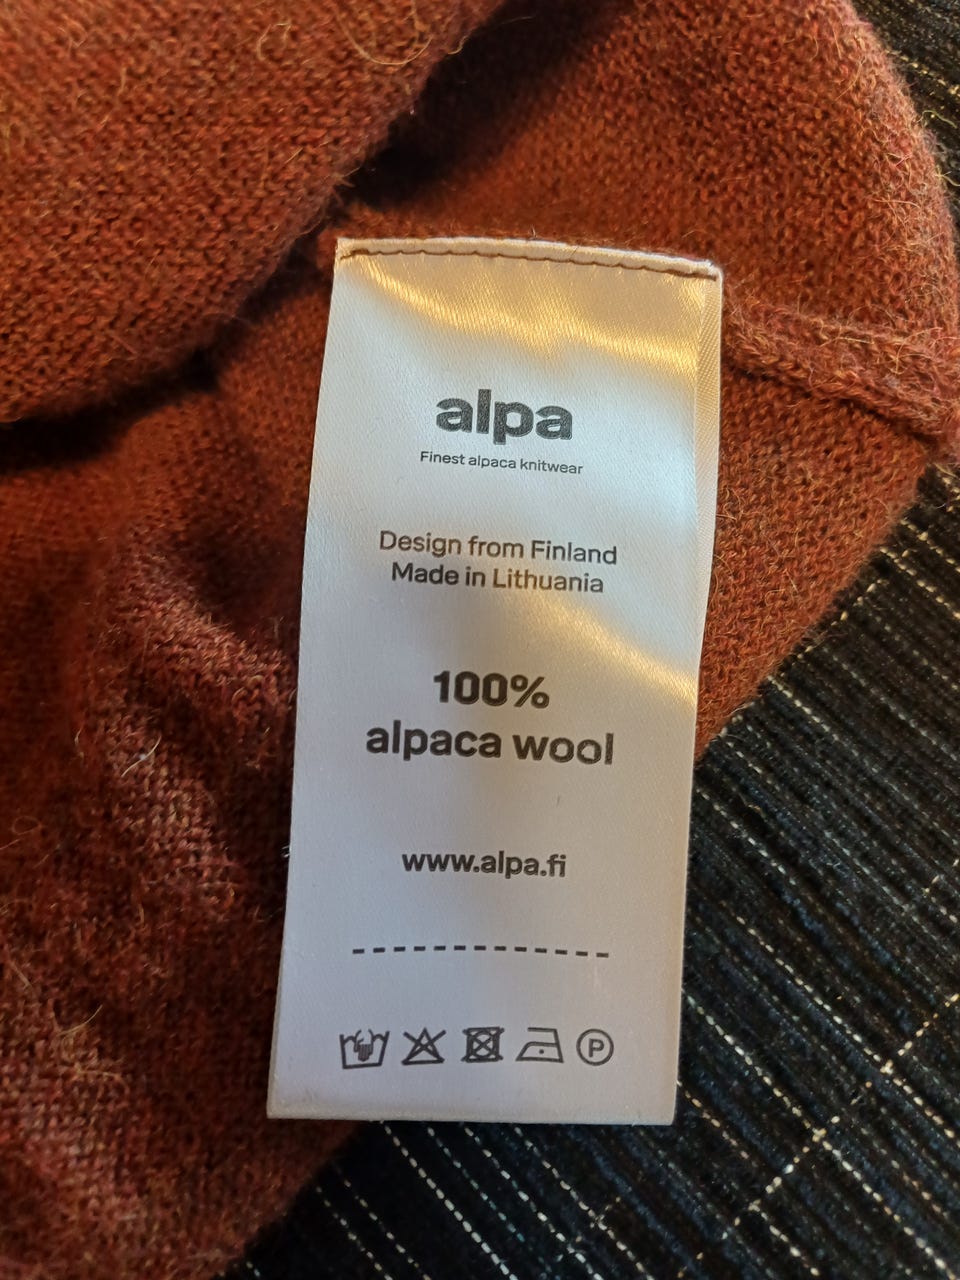 alpa
Finest alpaca knitwear
Design from Finland
Made in Lithuania
100%
alpaca wool
www.alpa.fi
P